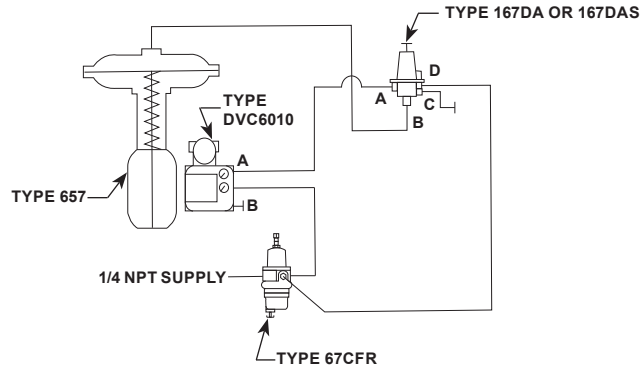 TYPE 167DA OR 167DAS
D
A
C
B
TYPE
DVC6010
A
TYPE 657
B
1/4 NPT SUPPLY
TYPE 67CFR